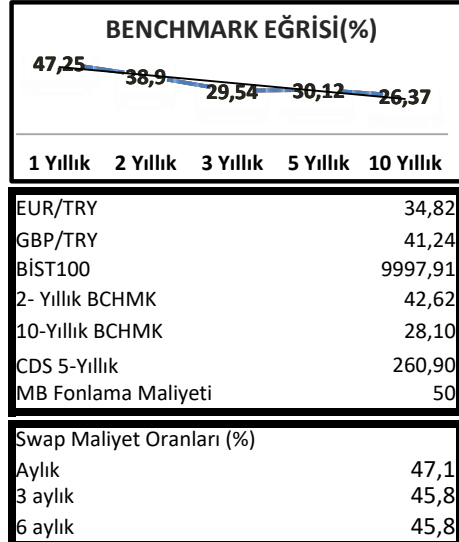 BENCHMARK EĞRİSİ(%)
47,25 38,9 29,54 30,12 26,37
1 Yıllık 2 Yıllık 3 Yıllık 5 Yıllık 10 Yıllık
EUR/TRY 34,82
GBP/TRY 41,24
BİST100 9997,91
2- Yıllık BCHMK 42,62
10-Yıllık BCHMK 28,10
CDS 5-Yıllık 260,90
MB Fonlama Maliyeti 50
Swap Maliyet Oranları (%)
Aylık 47,1
3 aylık 45,8
6 aylık 45,8